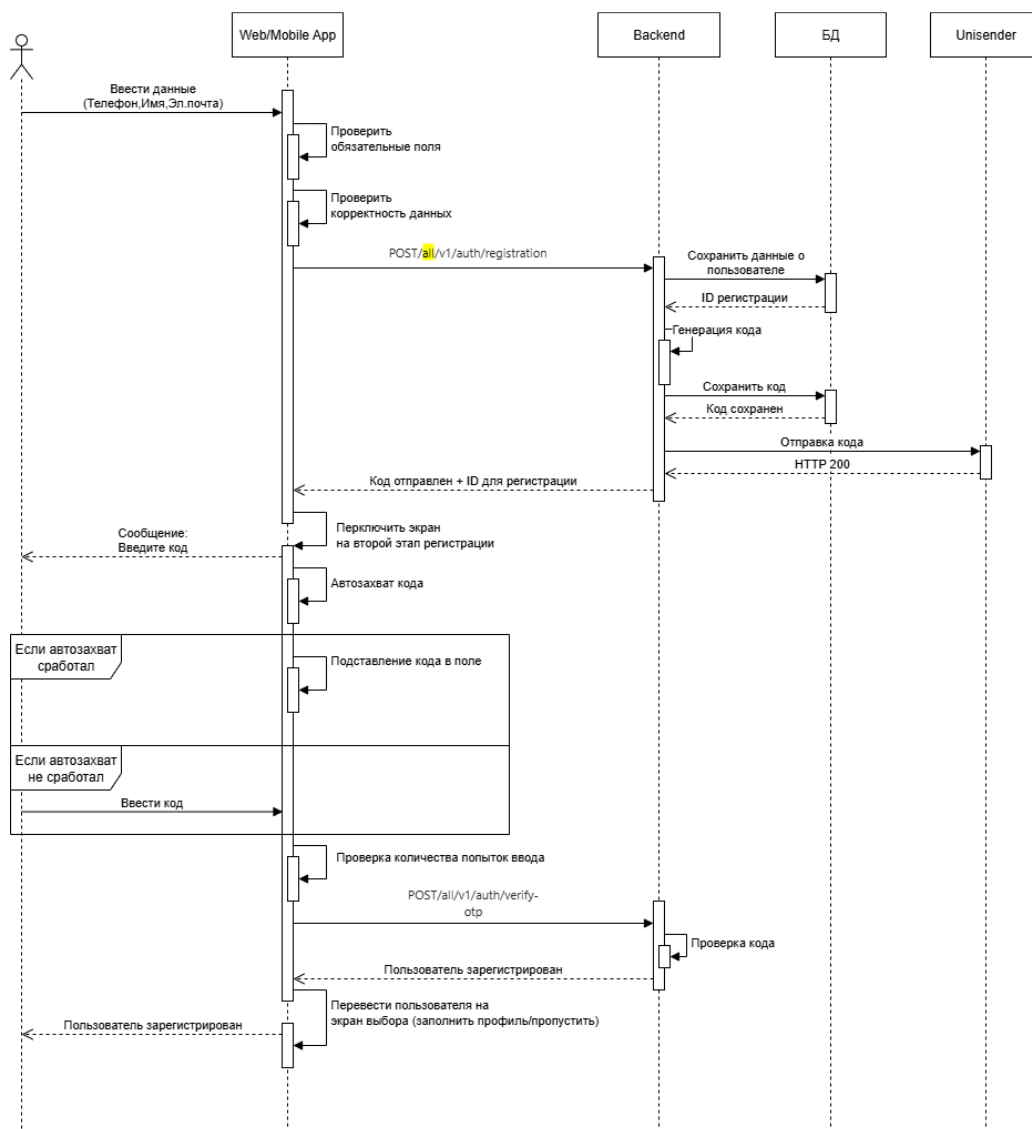 Web/Mobile App
Backend
БД
Unisender
Ввести данные
(Телефон,Имя,Эл.почта)
Проверить
обязательные поля
Проверить
корректность данных
POST/all/v1/auth/registration
Сохранить данные о
пользователе
ID регистрации
Генерация кода
Сохранить код
Код сохранен
Отправка кода
HTTP 200
Код отправлен + ID для регистрации
Перключить экран
на второй этап регистрации
Сообщение:
Введите код
Автозахват кода
Если автозахват
сработал
Подставление кода в поле
Если автозахват
не сработал
Ввести код
Проверка количества попыток ввода
POST/all/v1/auth/verify-
otp
Проверка кода
Пользователь зарегистрирован
Перевести пользователя на
экран выбора (заполнить профиль/пропустить)
Пользователь зарегистрирован